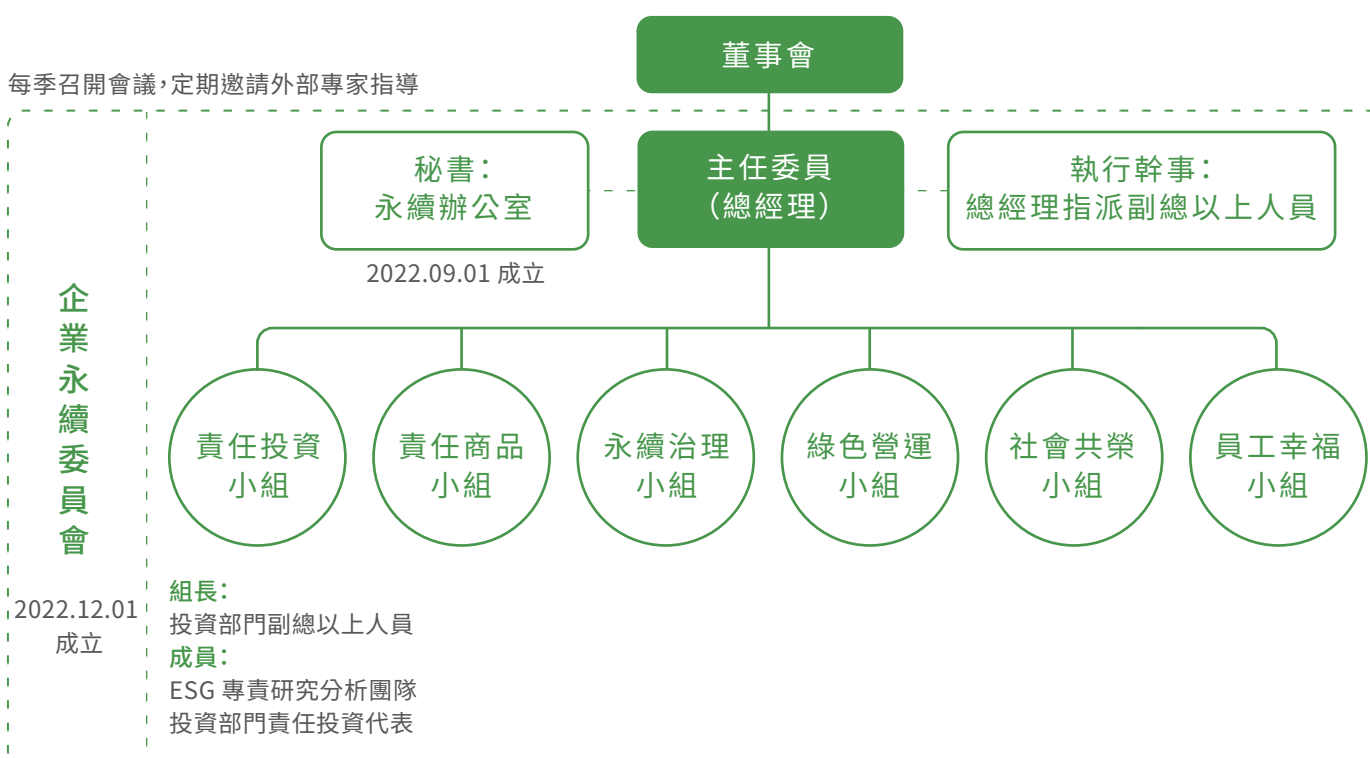 董事會
每季召開會議，定期邀請外部專家指導
秘書：
永續辦公室
2022.09.01 成立
主任委員
（總經理）
執行幹事：
總經理指派副總以上人員
企業永續委員會
2022.12.01
成立
責任投資
小組
責任商品
小組
永續治理
小組
綠色營運
小組
社會共榮
小組
員工幸福
小組
組長：
投資部門副總以上人員
成員：
ESG 專責研究分析團隊
投資部門責任投資代表